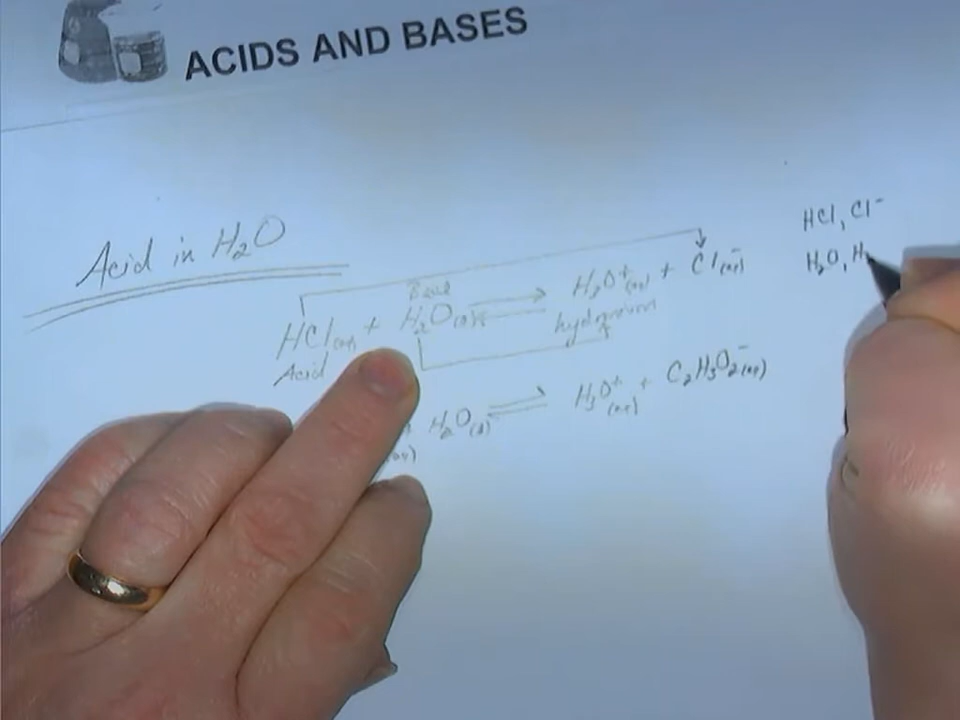 ACIDS AND BASES
Acid in H₂O
HCl(aq) + H₂O(l) ⇌ H₃O⁺(aq) + Cl⁻(aq)
Acid
hydronium
H₂O(l) ⇌ H₃O⁺(aq) + C₂H₃O₂⁻(aq)
HCl, Cl⁻
H₂O, H